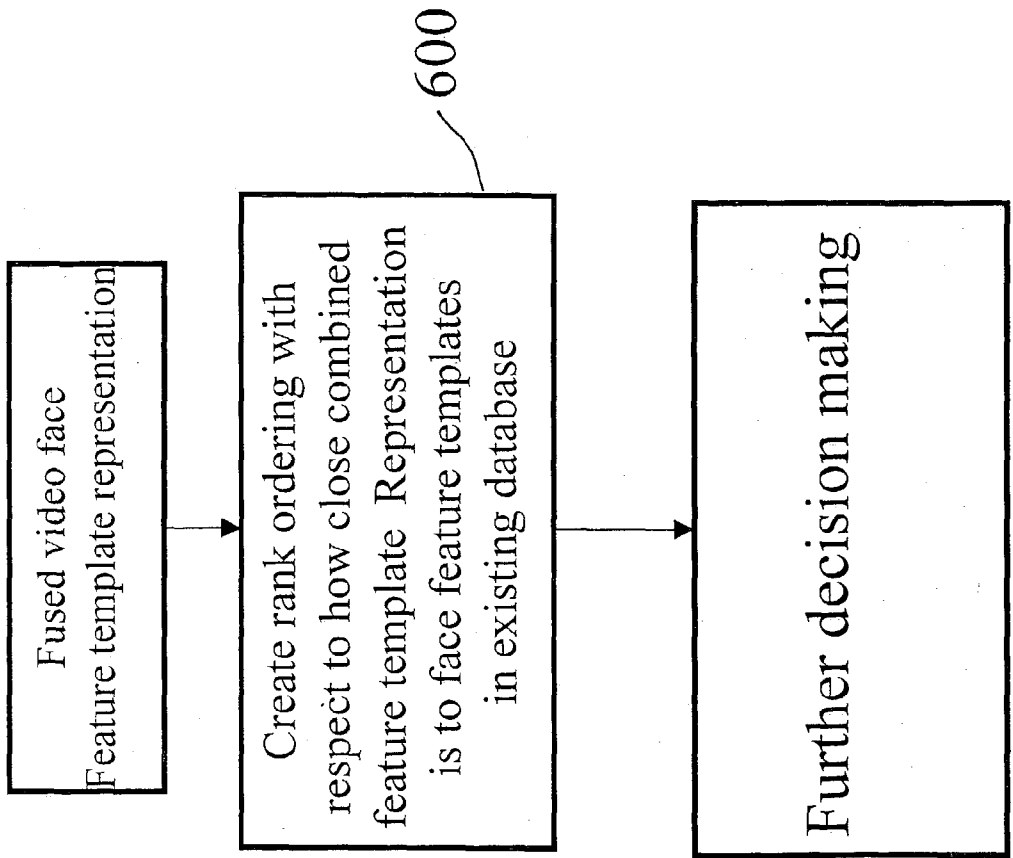 Fused video face
Feature template representation
Create rank ordering with
respect to how close combined
feature template Representation
is to face feature templates
in existing database
600
Further decision making